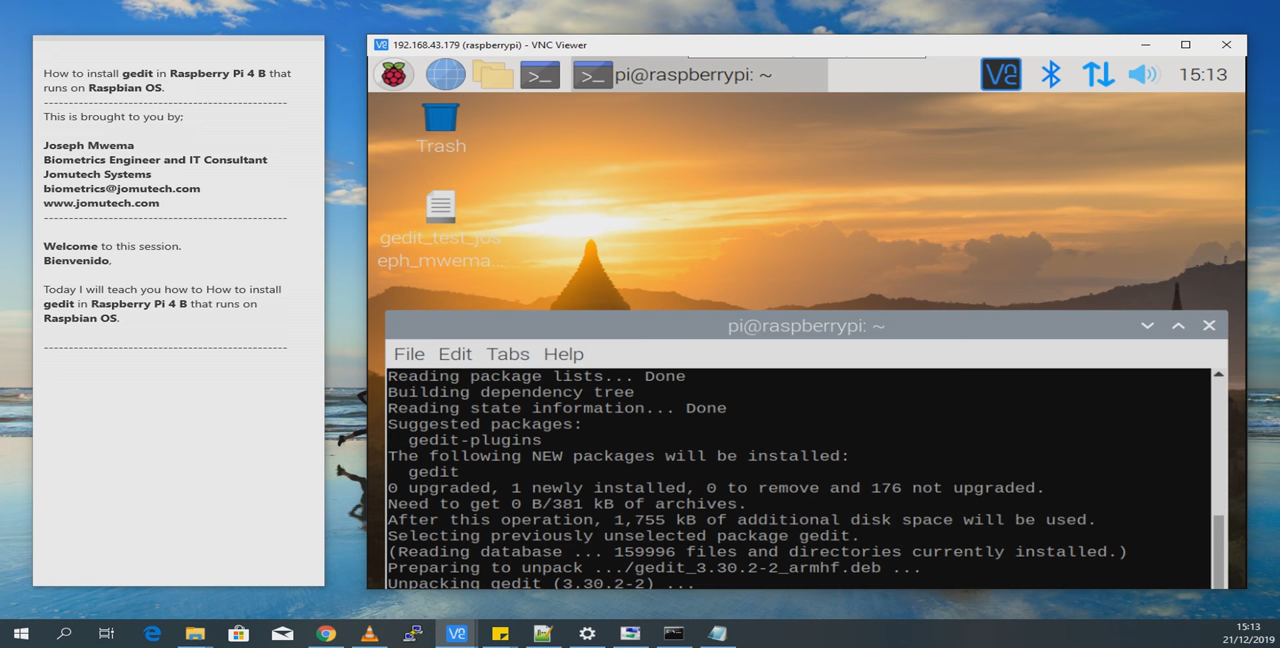 How to install gedit in Raspberry Pi 4 B that
runs on Raspbian OS.
------------------------------------------------
This is brought to you by;
Joseph Mwema
Biometrics Engineer and IT Consultant
Jomutech Systems
biometrics@jomutech.com
www.jomutech.com
------------------------------------------------
Welcome to this session.
Bienvenido,
Today I will teach you how to How to install
gedit in Raspberry Pi 4 B that runs on
Raspbian OS.
------------------------------------------------
192.168.43.179 (raspberrypi) - VNC Viewer
pi@raspberrypi: ~
15:13
Trash
gedit_test_jos
eph_mwema...
pi@raspberrypi: ~
File Edit Tabs Help
Reading package lists... Done
Building dependency tree
Reading state information... Done
Suggested packages:
gedit-plugins
The following NEW packages will be installed:
gedit
0 upgraded, 1 newly installed, 0 to remove and 176 not upgraded.
Need to get 0 B/381 kB of archives.
After this operation, 1,755 kB of additional disk space will be used.
Selecting previously unselected package gedit.
(Reading database ... 159996 files and directories currently installed.)
Preparing to unpack .../gedit_3.30.2-2_armhf.deb ...
Unpacking gedit (3.30.2-2) ...
15:13
21/12/2019